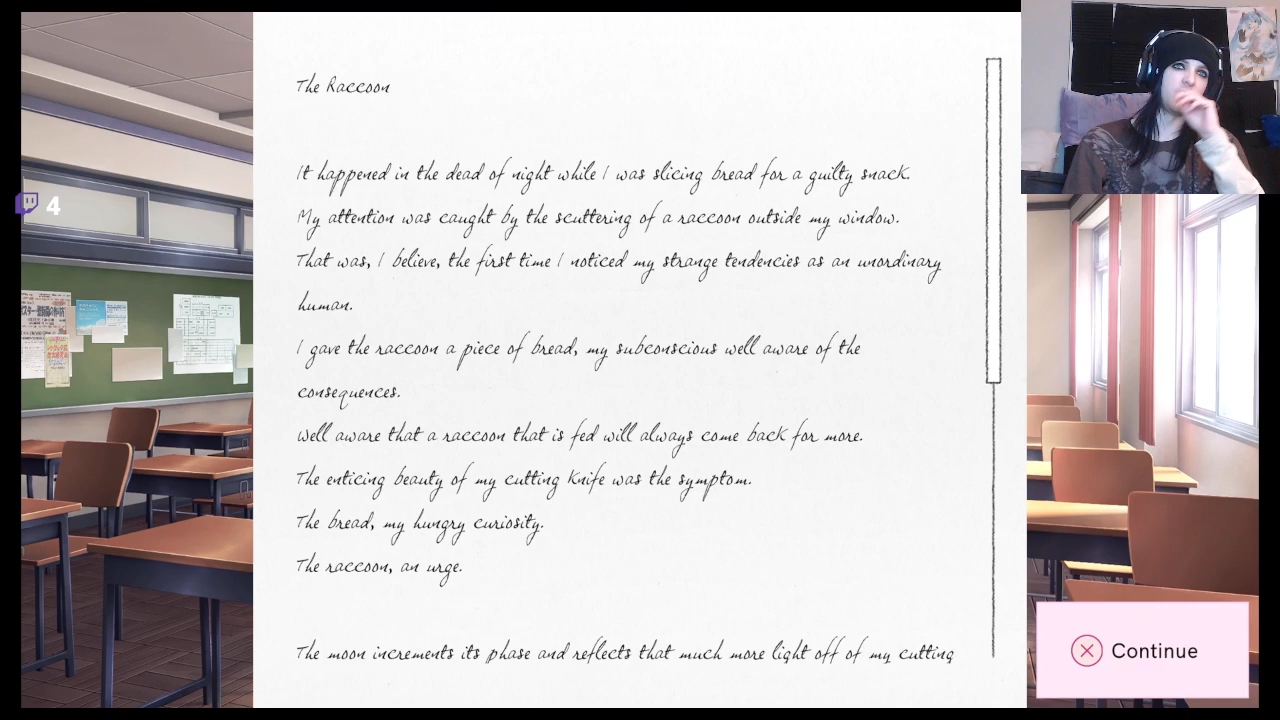 The Raccoon
It happened in the dead of night while I was slicing bread for a guilty snack.
My attention was caught by the scuttering of a raccoon outside my window.
That was, I believe, the first time I noticed my strange tendencies as an unordinary
human.
I gave the raccoon a piece of bread, my subconscious well aware of the
consequences.
Well aware that a raccoon that is fed will always come back for more.
The enticing beauty of my cutting knife was the symptom.
The bread, my hungry curiosity.
The raccoon, an urge.
The moon increments its phase and reflects that much more light off of my cutting
4
Continue